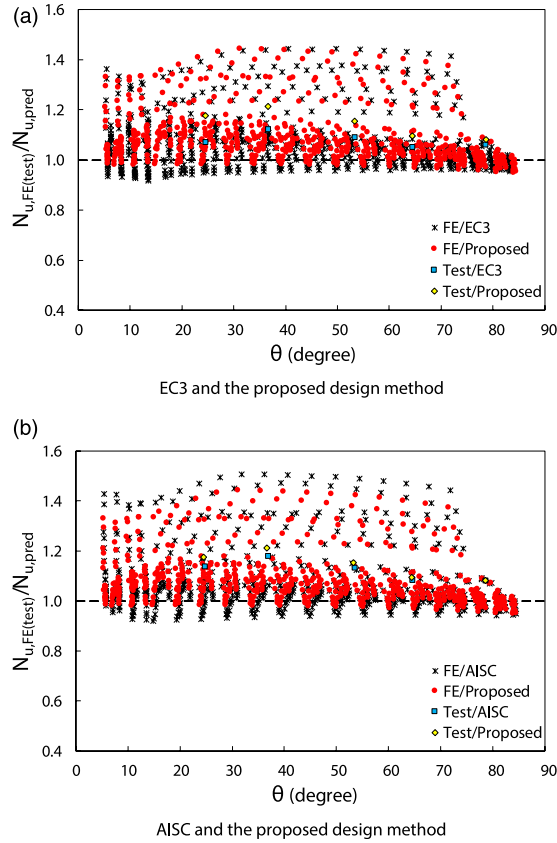 (a)
1.6
1.4
1.2
1.0
0.8
0.6
0.4
N_u,FE(test)/N_u,pred
FE/EC3
FE/Proposed
Test/EC3
Test/Proposed
0 10 20 30 40 50 60 70 80 90
θ (degree)
EC3 and the proposed design method
(b)
1.6
1.4
1.2
1.0
0.8
0.6
0.4
N_u,FE(test)/N_u,pred
FE/AISC
FE/Proposed
Test/AISC
Test/Proposed
0 10 20 30 40 50 60 70 80 90
θ (degree)
AISC and the proposed design method